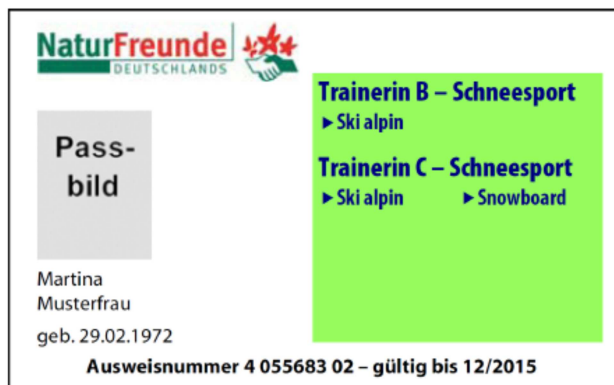 NaturFreunde
DEUTSCHLANDS
Pass-
bild
Martina
Musterfrau
geb. 29.02.1972
Trainerin B – Schneesport
▸ Ski alpin
Trainerin C – Schneesport
▸ Ski alpin ▸ Snowboard
Ausweisnummer 4 055683 02 – gültig bis 12/2015